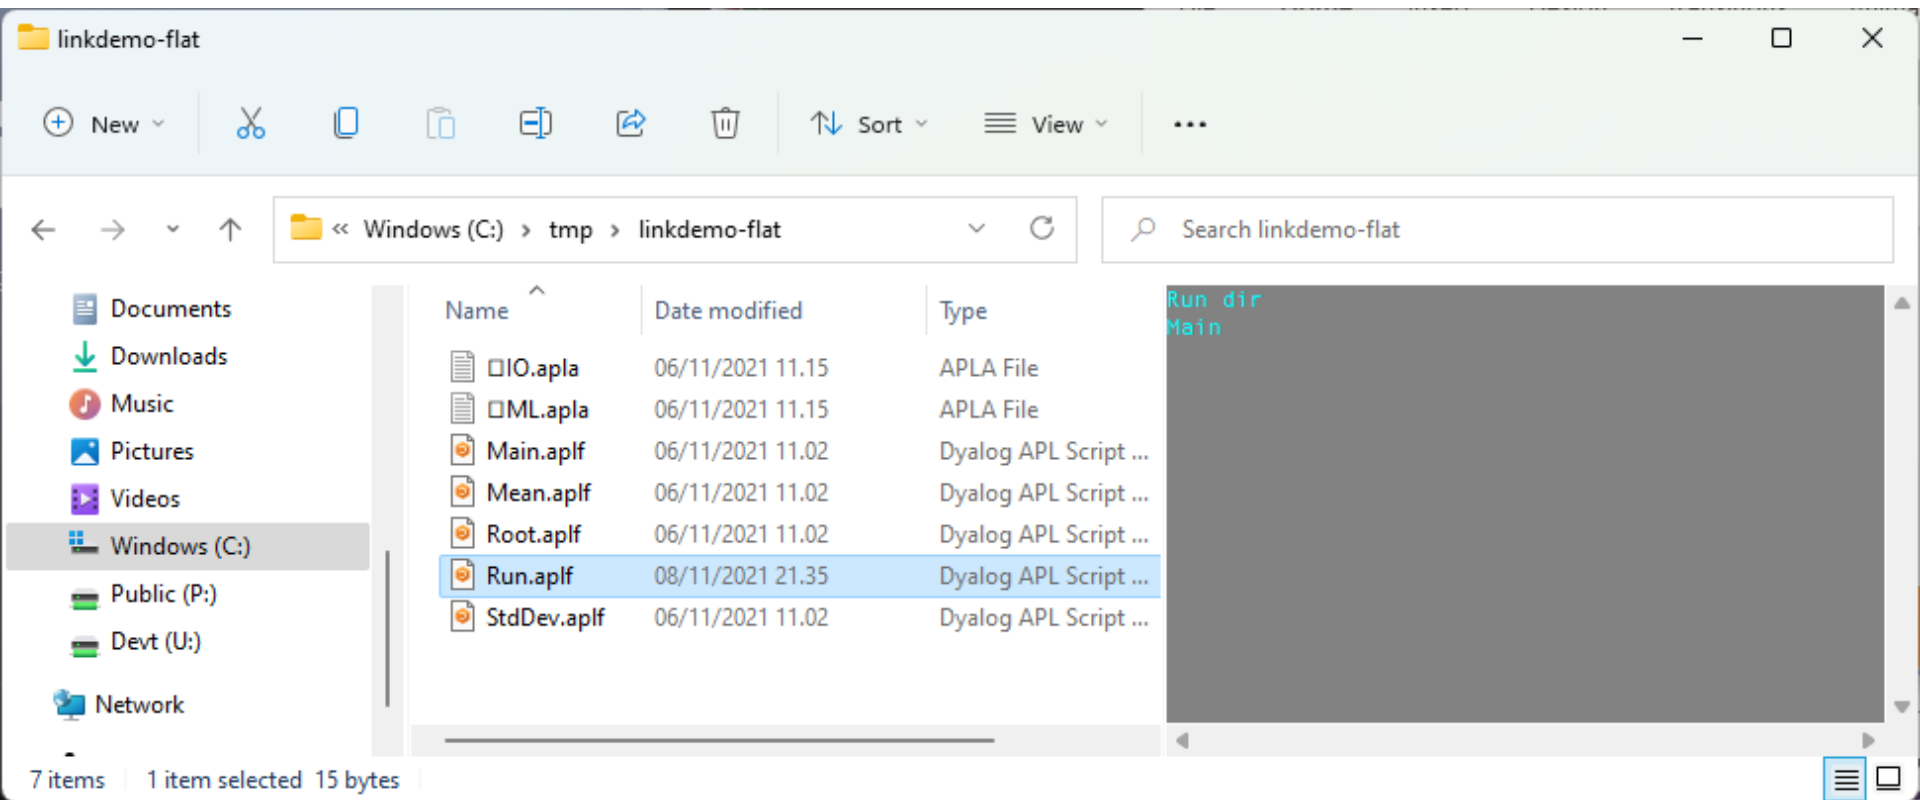 linkdemo-flat
New
Sort
View
« Windows (C:) › tmp › linkdemo-flat
Search linkdemo-flat
Documents
Downloads
Music
Pictures
Videos
Windows (C:)
Public (P:)
Devt (U:)
Network
Name Date modified Type
⎕IO.apla 06/11/2021 11.15 APLA File
⎕ML.apla 06/11/2021 11.15 APLA File
Main.aplf 06/11/2021 11.02 Dyalog APL Script ...
Mean.aplf 06/11/2021 11.02 Dyalog APL Script ...
Root.aplf 06/11/2021 11.02 Dyalog APL Script ...
Run.aplf 08/11/2021 21.35 Dyalog APL Script ...
StdDev.aplf 06/11/2021 11.02 Dyalog APL Script ...
Run dir
Main
7 items 1 item selected 15 bytes